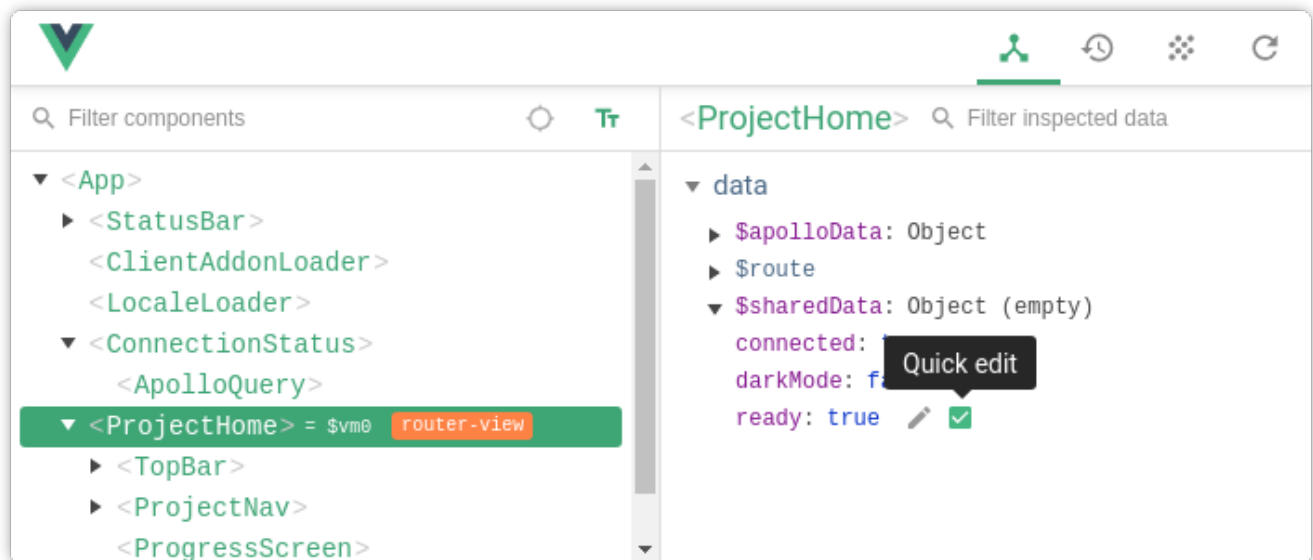 Filter components
Tт
<ProjectHome>
Filter inspected data
<App>
<StatusBar>
<ClientAddonLoader>
<LocaleLoader>
<ConnectionStatus>
<ApolloQuery>
<ProjectHome> = $vm0 router-view
<TopBar>
<ProjectNav>
<ProgressScreen>
data
$apolloData: Object
$route
$sharedData: Object (empty)
connected:
Quick edit
darkMode:
ready: true